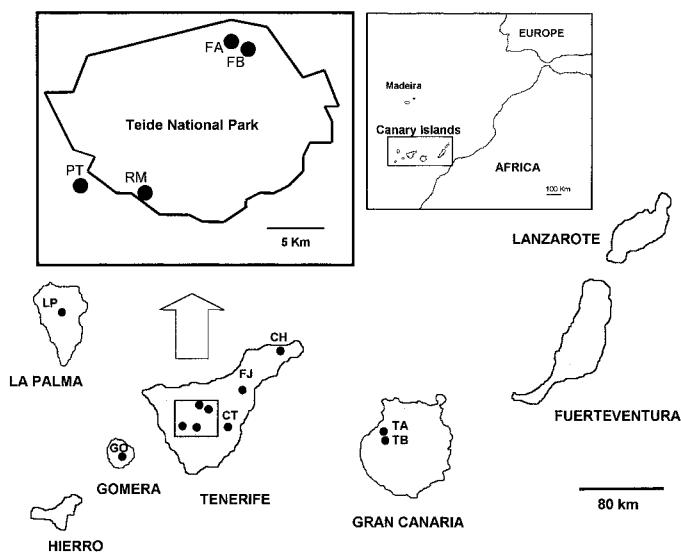 FA
FB
Teide National Park
PT
RM
5 Km
EUROPE
Madeira
Canary Islands
AFRICA
100 Km
LANZAROTE
LP
LA PALMA
CH
FJ
CT
GO
GOMERA
TENERIFE
HIERRO
TA
TB
GRAN CANARIA
FUERTEVENTURA
80 km